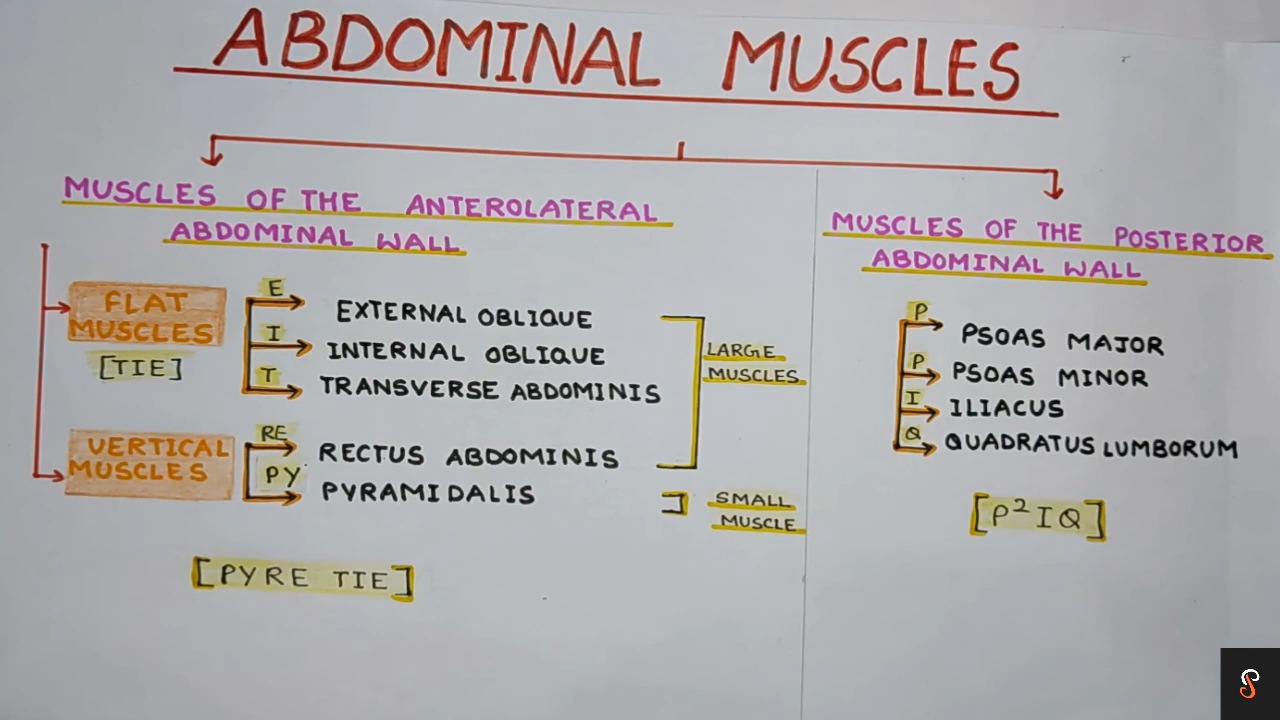 ABDOMINAL MUSCLES
MUSCLES OF THE ANTEROLATERAL
ABDOMINAL WALL
FLAT
MUSCLES
[TIE]
E
EXTERNAL OBLIQUE
I
INTERNAL OBLIQUE
T
TRANSVERSE ABDOMINIS
LARGE
MUSCLES
VERTICAL
MUSCLES
RE
RECTUS ABDOMINIS
PY
PYRAMIDALIS
SMALL
MUSCLE
[PYRE TIE]
MUSCLES OF THE POSTERIOR
ABDOMINAL WALL
P
PSOAS MAJOR
P
PSOAS MINOR
I
ILIACUS
Q
QUADRATUS LUMBORUM
[P²IQ]